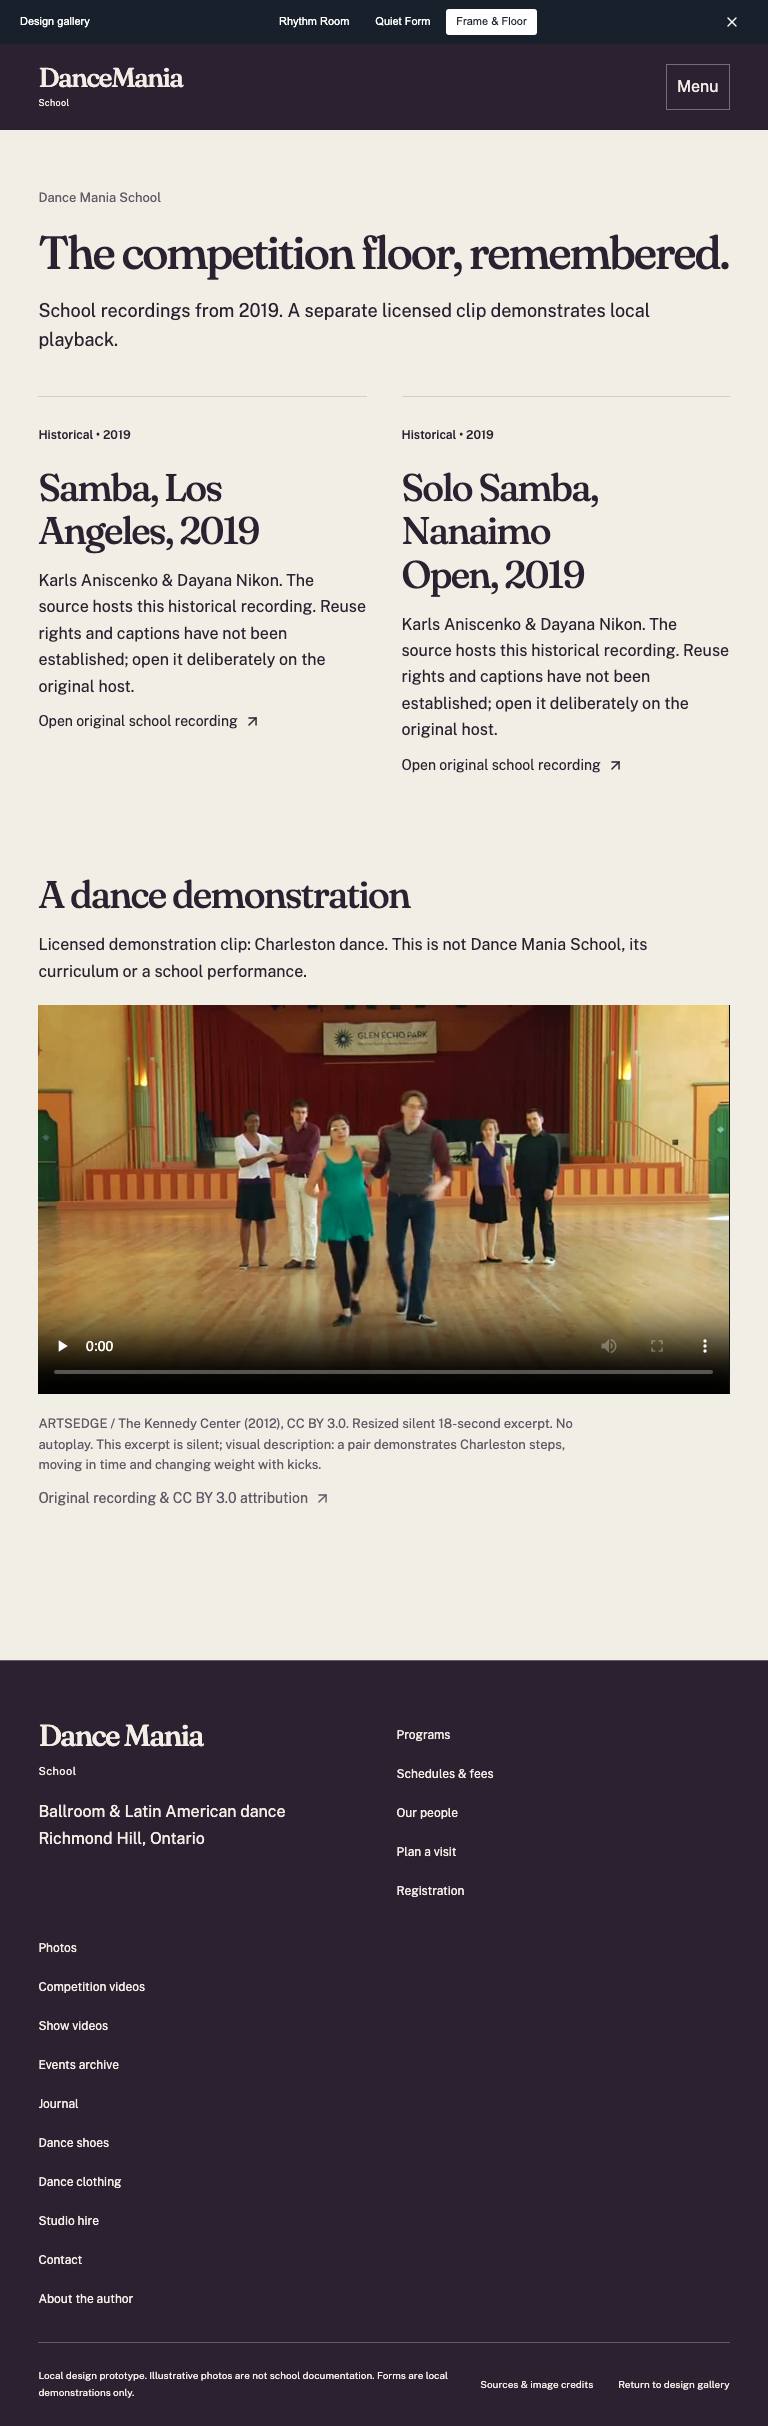 Design gallery
Rhythm Room
Quiet Form
Frame & Floor
DanceMania
School
Menu
Dance Mania School
The competition floor, remembered.
School recordings from 2019. A separate licensed clip demonstrates local
playback.
Historical • 2019
Samba, Los
Angeles, 2019
Karls Aniscenko & Dayana Nikon. The
source hosts this historical recording. Reuse
rights and captions have not been
established; open it deliberately on the
original host.
Open original school recording
Historical • 2019
Solo Samba,
Nanaimo
Open, 2019
Karls Aniscenko & Dayana Nikon. The
source hosts this historical recording. Reuse
rights and captions have not been
established; open it deliberately on the
original host.
Open original school recording
A dance demonstration
Licensed demonstration clip: Charleston dance. This is not Dance Mania School, its
curriculum or a school performance.
GLEN ECHO PARK
0:00
ARTSEDGE / The Kennedy Center (2012), CC BY 3.0. Resized silent 18-second excerpt. No
autoplay. This excerpt is silent; visual description: a pair demonstrates Charleston steps,
moving in time and changing weight with kicks.
Original recording & CC BY 3.0 attribution
Dance Mania
School
Ballroom & Latin American dance
Richmond Hill, Ontario
Programs
Schedules & fees
Our people
Plan a visit
Registration
Photos
Competition videos
Show videos
Events archive
Journal
Dance shoes
Dance clothing
Studio hire
Contact
About the author
Local design prototype. Illustrative photos are not school documentation. Forms are local
demonstrations only.
Sources & image credits
Return to design gallery